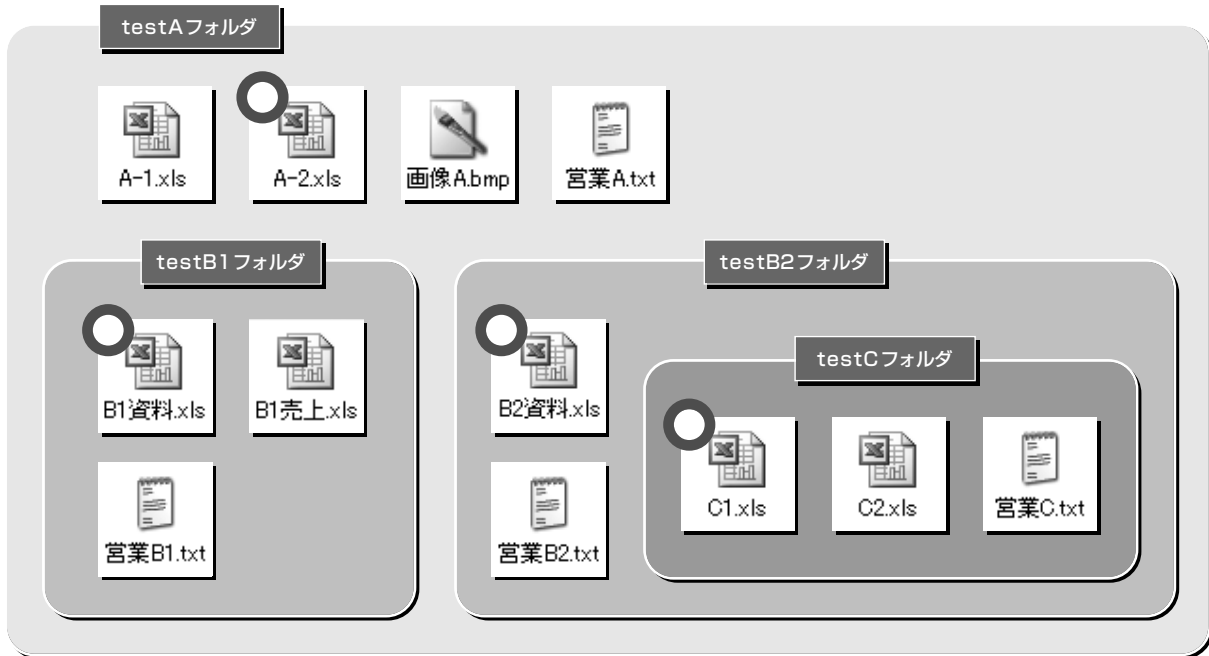 testAフォルダ
A-1.xls
A-2.xls
画像A.bmp
営業A.txt
testB1フォルダ
B1資料.xls
B1売上.xls
営業B1.txt
testB2フォルダ
B2資料.xls
営業B2.txt
testCフォルダ
C1.xls
C2.xls
営業C.txt